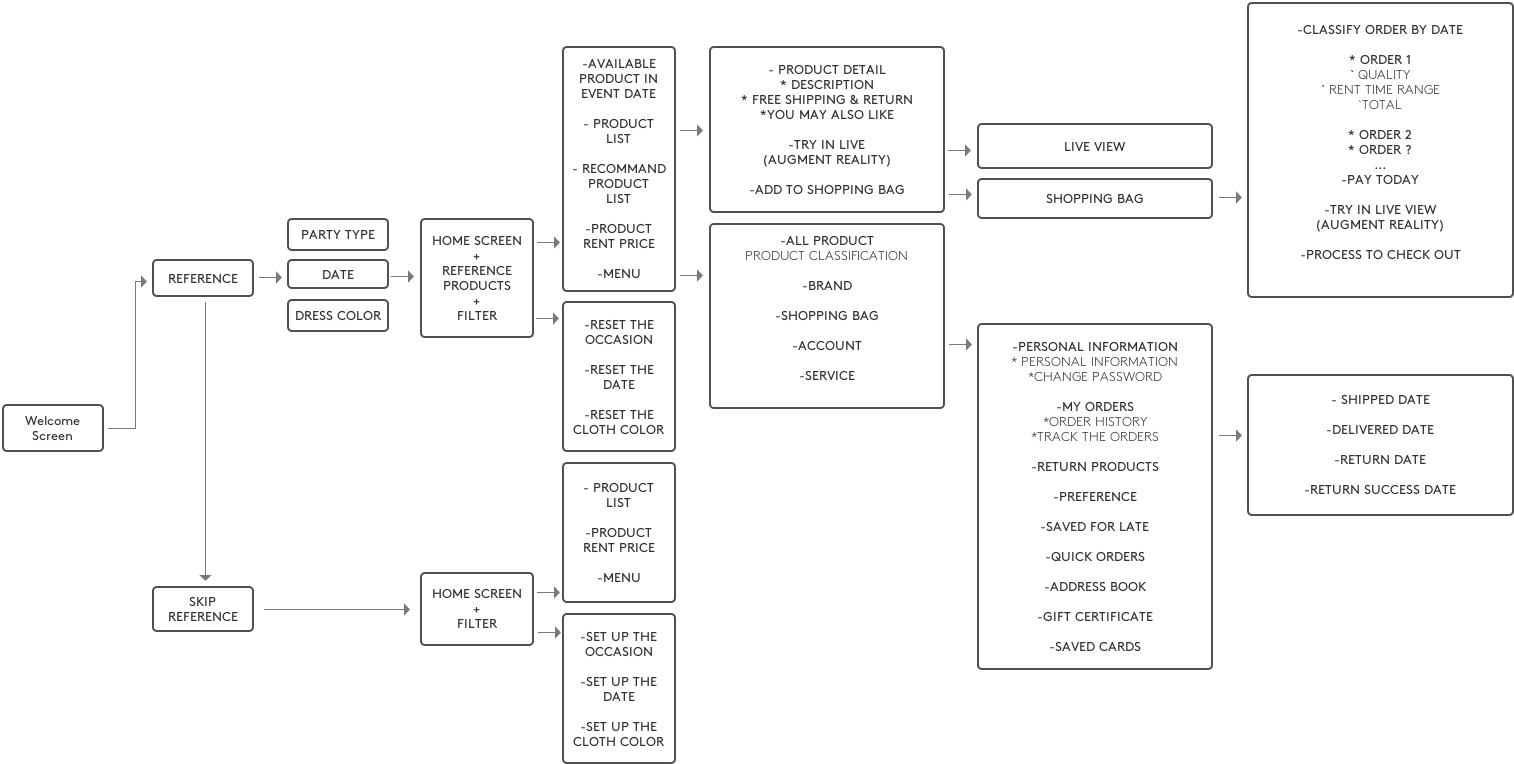 Welcome
Screen
REFERENCE
SKIP
REFERENCE
PARTY TYPE
DATE
DRESS COLOR
HOME SCREEN
+
REFERENCE
PRODUCTS
+
FILTER
HOME SCREEN
+
FILTER
-AVAILABLE
PRODUCT IN
EVENT DATE
- PRODUCT
LIST
- RECOMMAND
PRODUCT
LIST
-PRODUCT
RENT PRICE
-MENU
-RESET THE
OCCASION
-RESET THE
DATE
-RESET THE
CLOTH COLOR
- PRODUCT
LIST
-PRODUCT
RENT PRICE
-MENU
-SET UP THE
OCCASION
-SET UP THE
DATE
-SET UP THE
CLOTH COLOR
- PRODUCT DETAIL
* DESCRIPTION
* FREE SHIPPING & RETURN
*YOU MAY ALSO LIKE
-TRY IN LIVE
(AUGMENT REALITY)
-ADD TO SHOPPING BAG
-ALL PRODUCT
PRODUCT CLASSIFICATION
-BRAND
-SHOPPING BAG
-ACCOUNT
-SERVICE
LIVE VIEW
SHOPPING BAG
-PERSONAL INFORMATION
* PERSONAL INFORMATION
*CHANGE PASSWORD
-MY ORDERS
*ORDER HISTORY
*TRACK THE ORDERS
-RETURN PRODUCTS
-PREFERENCE
-SAVED FOR LATE
-QUICK ORDERS
-ADDRESS BOOK
-GIFT CERTIFICATE
-SAVED CARDS
-CLASSIFY ORDER BY DATE
* ORDER 1
` QUALITY
` RENT TIME RANGE
`TOTAL
* ORDER 2
* ORDER ?
...
-PAY TODAY
-TRY IN LIVE VIEW
(AUGMENT REALITY)
-PROCESS TO CHECK OUT
- SHIPPED DATE
-DELIVERED DATE
-RETURN DATE
-RETURN SUCCESS DATE